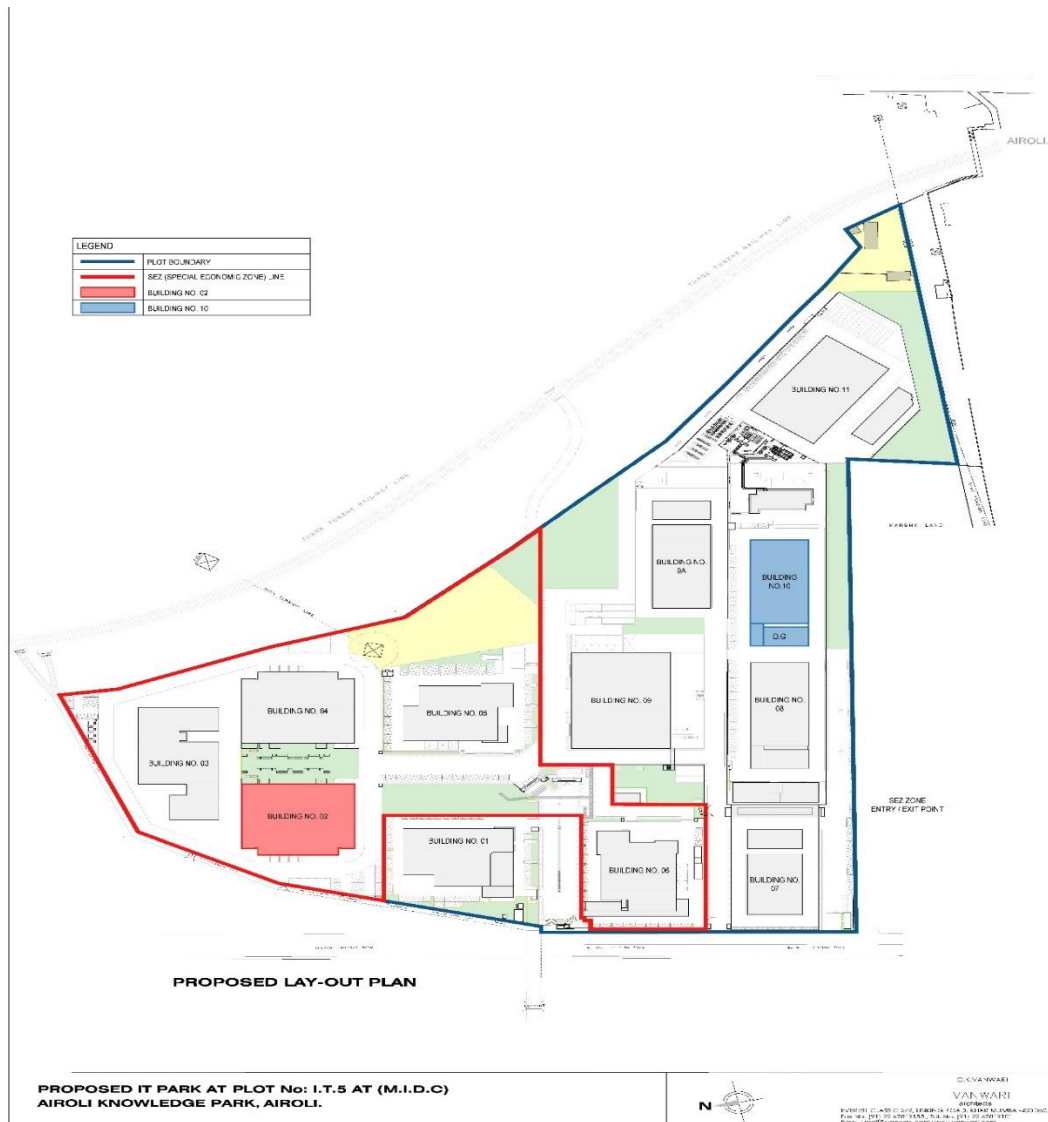 AIROLI.
THANE TURBHE RAILWAY LINE
LEGEND
PLOT BOUNDARY
SEZ (SPECIAL ECONOMIC ZONE) LINE
BUILDING NO. 02
BUILDING NO. 10
BUILDING NO. 11
THANE TURBHE RAILWAY LINE
MARSHY LAND
BUILDING NO.
BUILDING
NO.10
D.G
BUILDING NO. 04
BUILDING NO. 05
BUILDING NO. 09
BUILDING NO.
08
BUILDING NO. 03
SEZ ZONE
ENTRY / EXIT POINT
BUILDING NO. 02
BUILDING NO. 01
BUILDING NO. 06
BUILDING NO.
07
PROPOSED LAY-OUT PLAN
PROPOSED IT PARK AT PLOT No: I.T.5 AT (M.I.D.C)
AIROLI KNOWLEDGE PARK, AIROLI.
N
VANWARI
architects